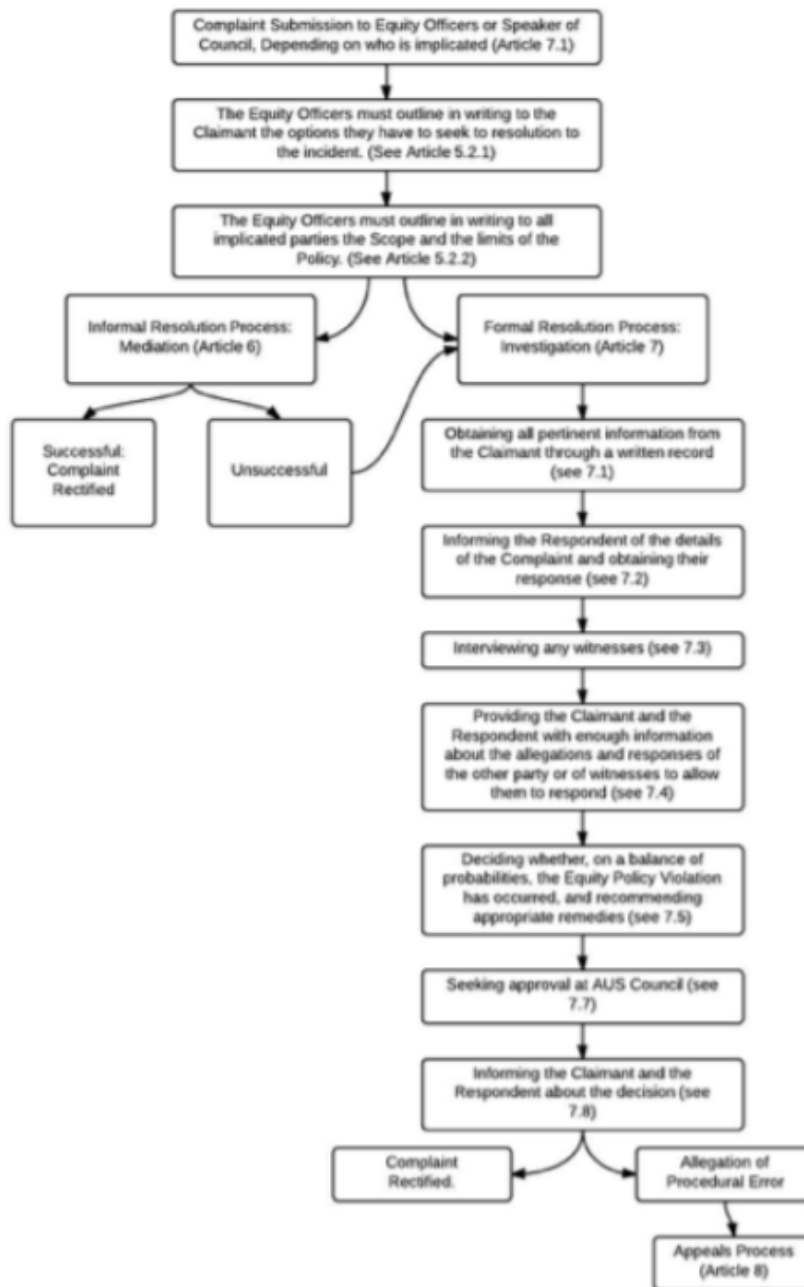 Complaint Submission to Equity Officers or Speaker of
Council, Depending on who is implicated (Article 7.1)
The Equity Officers must outline in writing to the
Claimant the options they have to seek to resolution to
the incident. (See Article 5.2.1)
The Equity Officers must outline in writing to all
implicated parties the Scope and the limits of the
Policy. (See Article 5.2.2)
Informal Resolution Process:
Mediation (Article 6)
Formal Resolution Process:
Investigation (Article 7)
Successful:
Complaint
Rectified
Unsuccessful
Obtaining all pertinent information from
the Claimant through a written record
(see 7.1)
Informing the Respondent of the details
of the Complaint and obtaining their
response (see 7.2)
Interviewing any witnesses (see 7.3)
Providing the Claimant and the
Respondent with enough information
about the allegations and responses of
the other party or of witnesses to allow
them to respond (see 7.4)
Deciding whether, on a balance of
probabilities, the Equity Policy Violation
has occurred, and recommending
appropriate remedies (see 7.5)
Seeking approval at AUS Council (see
7.7)
Informing the Claimant and the
Respondent about the decision (see
7.8)
Complaint
Rectified.
Allegation of
Procedural Error
Appeals Process
(Article 8)